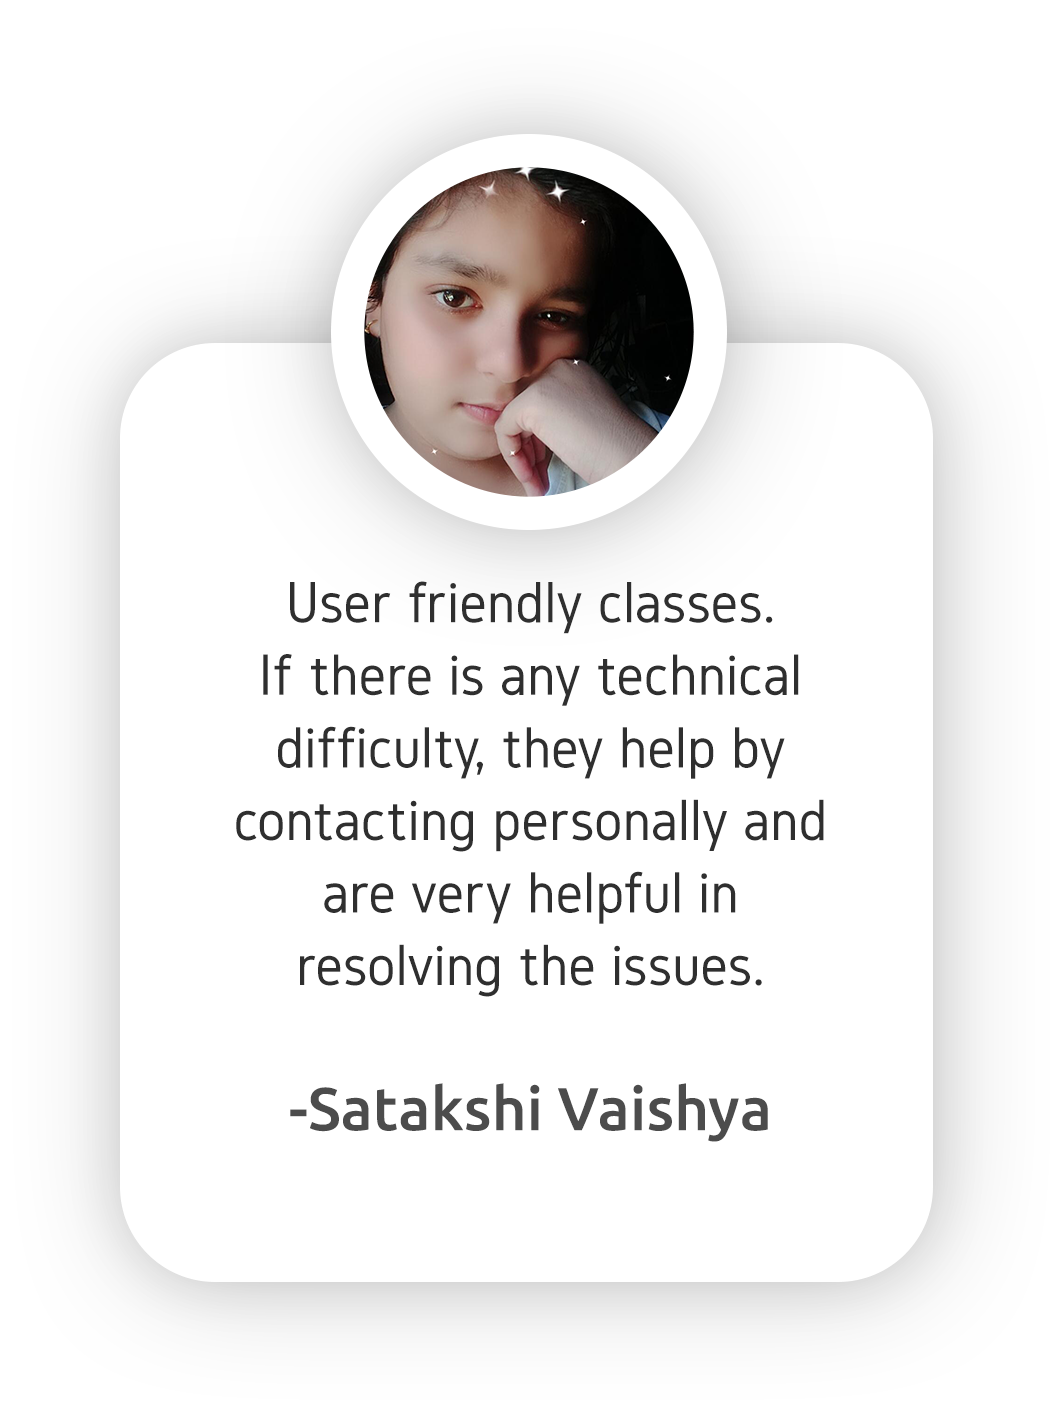 User friendly classes.
If there is any technical
difficulty, they help by
contacting personally and
are very helpful in
resolving the issues.
-Satakshi Vaishya